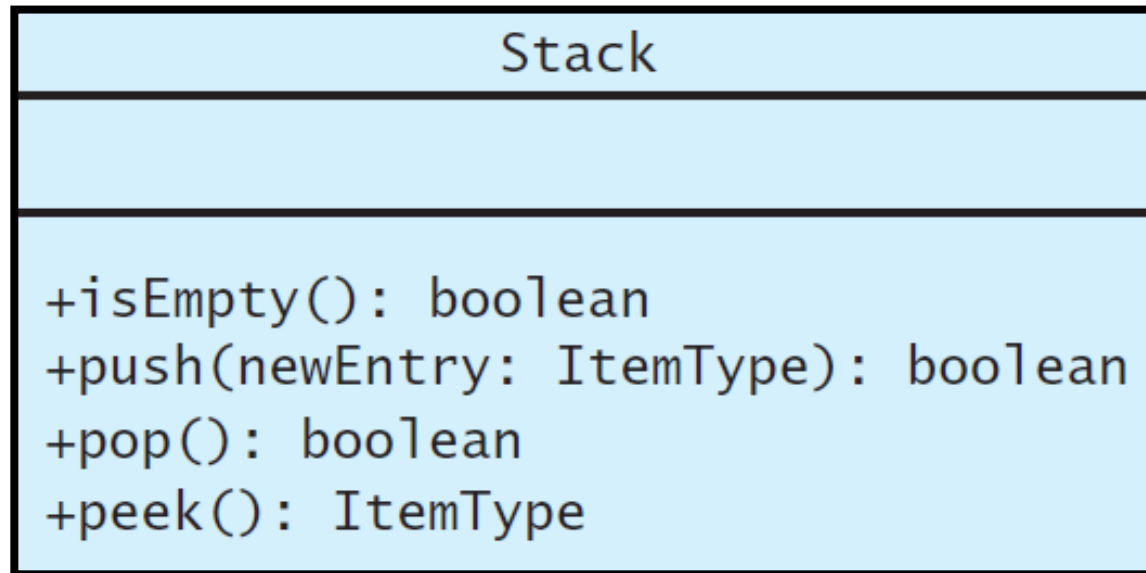 Stack
+isEmpty(): boolean
+push(newEntry: ItemType): boolean
+pop(): boolean
+peek(): ItemType